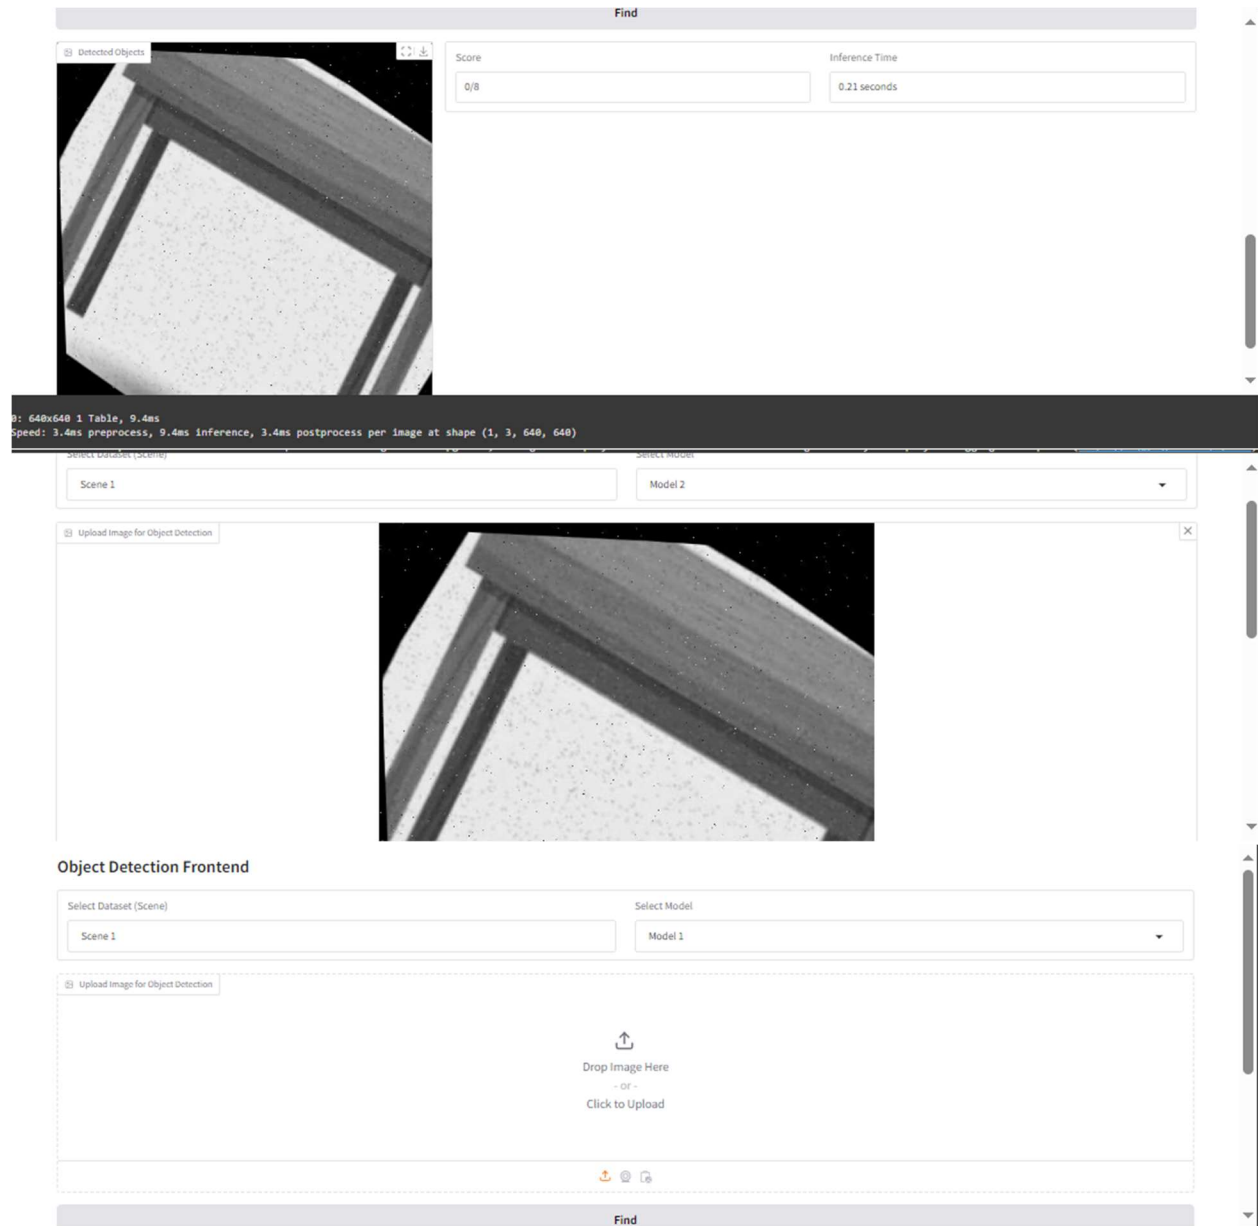 Find
Detected Objects
Score
Inference Time
0/8
0.21 seconds
0: 640x640 1 Table, 9.4ms
Speed: 3.4ms preprocess, 9.4ms inference, 3.4ms postprocess per image at shape (1, 3, 640, 640)
Select Dataset (Scene)
Select Model
Scene 1
Model 2
Upload Image for Object Detection
Object Detection Frontend
Select Dataset (Scene)
Select Model
Scene 1
Model 1
Upload Image for Object Detection
Drop Image Here
- or -
Click to Upload
Find